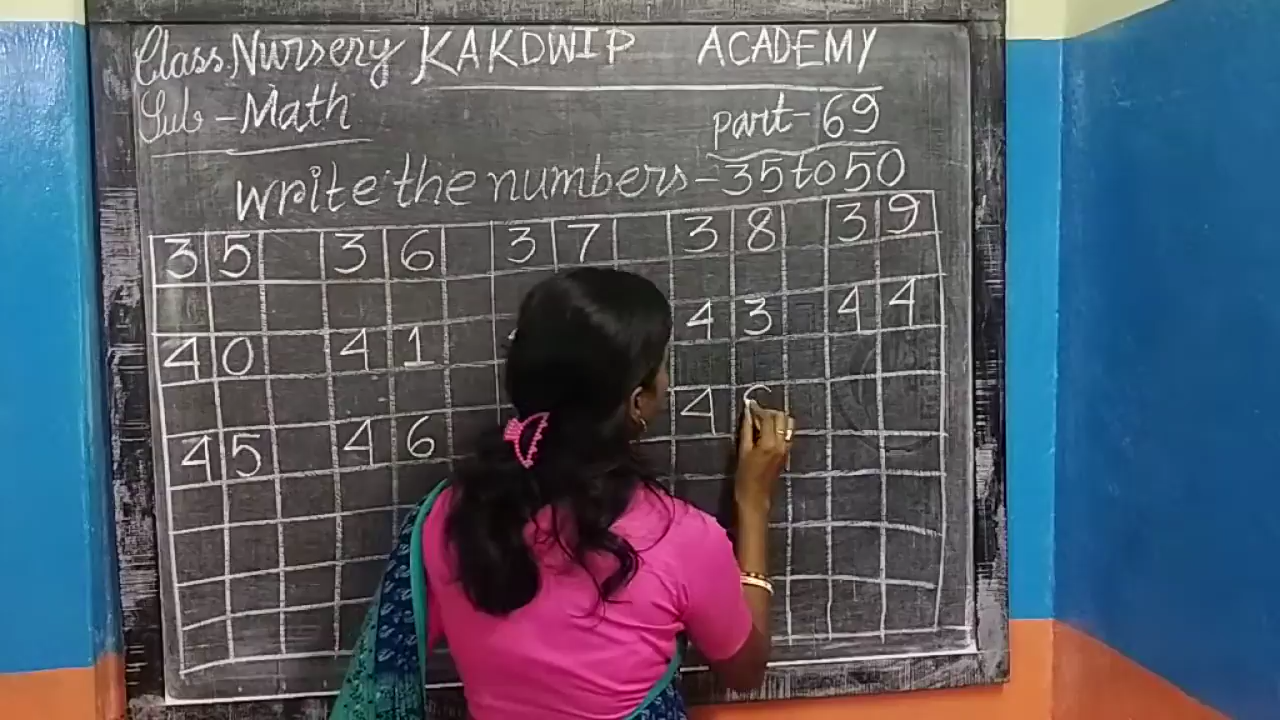 Class Nursery KAKDWIP ACADEMY
Sub - Math
part - 69
Write the numbers - 35 to 50
35 36 37 38 39
40 41 43 44
45 46 4